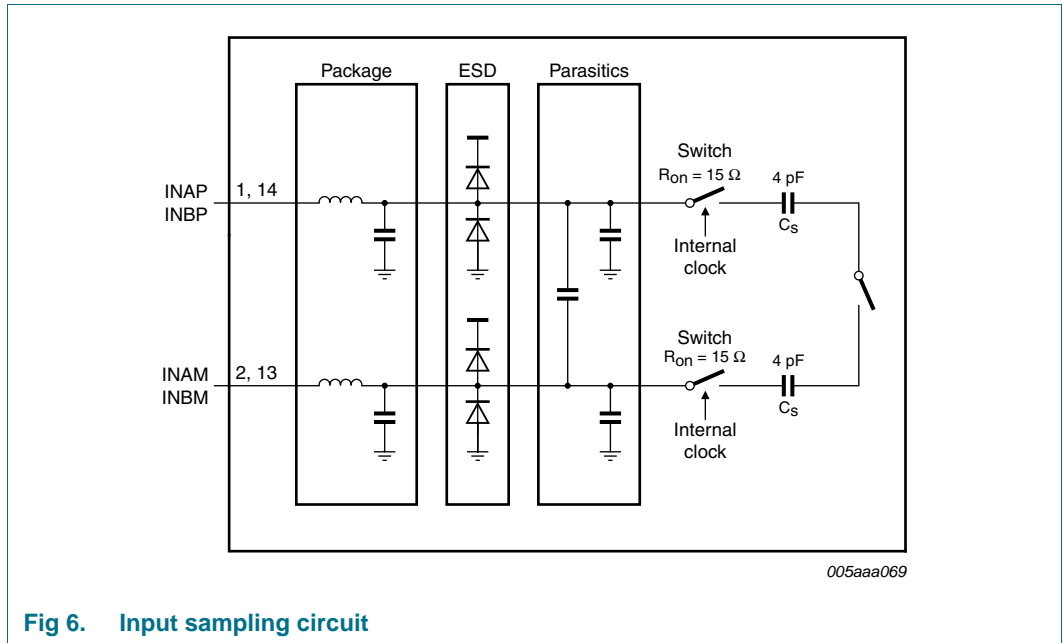 Package ESD Parasitics
Switch
Ron = 15 Ω
4 pF
INAP 1, 14
INBP
Internal
clock
Cs
Switch
Ron = 15 Ω
4 pF
INAM 2, 13
INBM
Internal
clock
Cs
005aaa069
Fig 6. Input sampling circuit